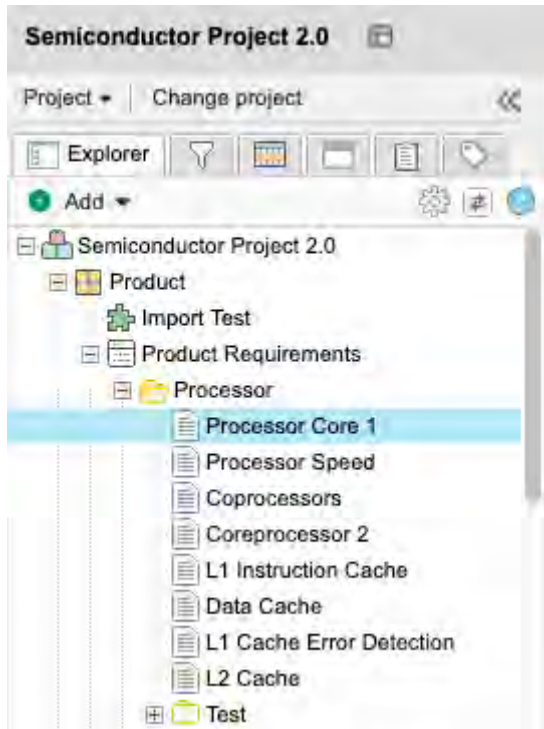 Semiconductor Project 2.0
Project Change project
Explorer
Add
Semiconductor Project 2.0
Product
Import Test
Product Requirements
Processor
Processor Core 1
Processor Speed
Coprocessors
Coreprocessor 2
L1 Instruction Cache
Data Cache
L1 Cache Error Detection
L2 Cache
Test